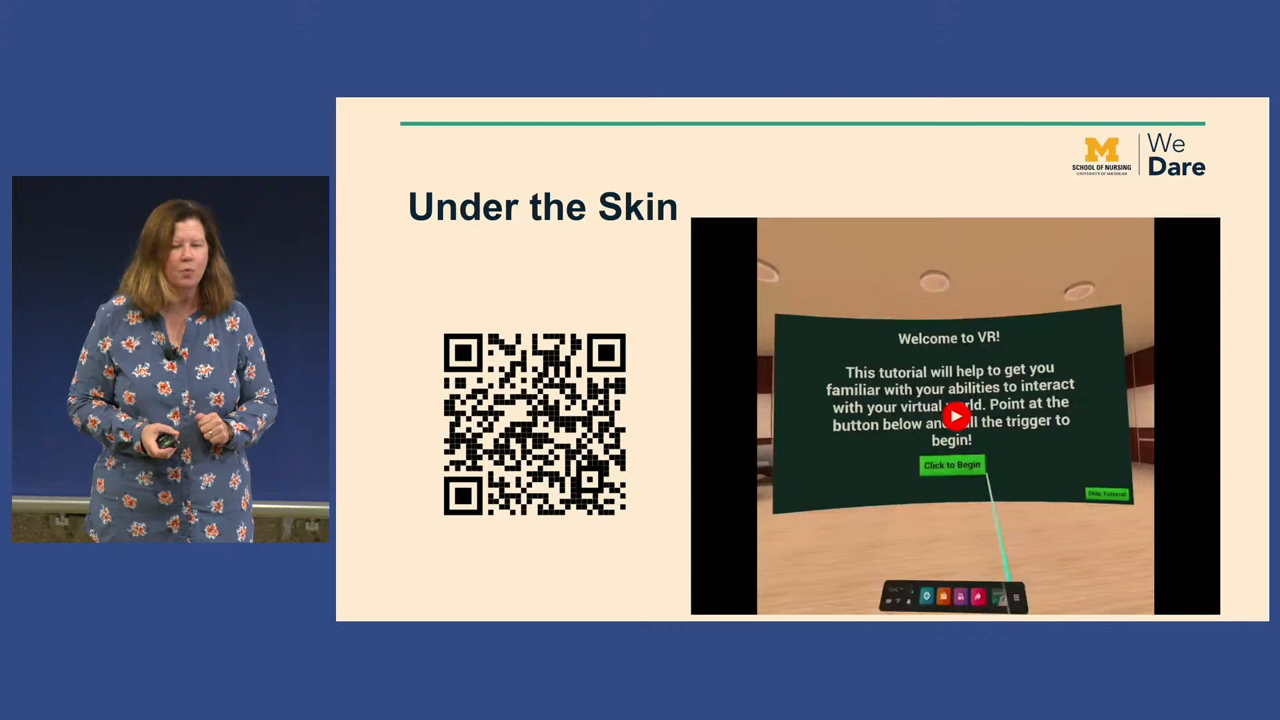 We
Dare
M
SCHOOL OF NURSING
UNIVERSITY OF MICHIGAN
Under the Skin
Welcome to VR!
This tutorial will help to get you
familiar with your abilities to interact
with your virtual world. Point at the
button below and pull the trigger to
begin!
Click to Begin
Skip Tutorial